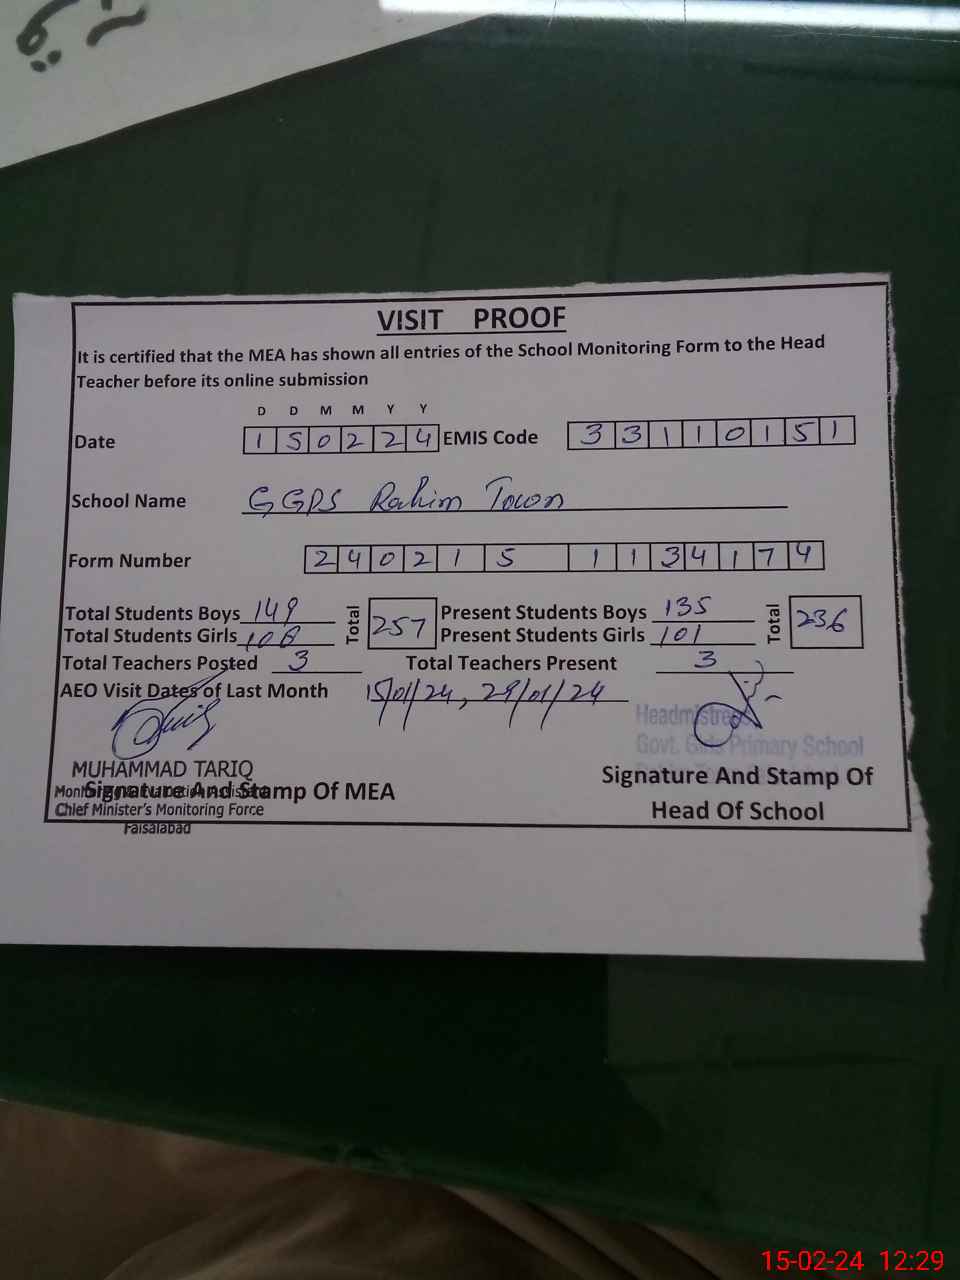 VISIT PROOF
It is certified that the MEA has shown all entries of the School Monitoring Form to the Head
Teacher before its online submission
D D M M Y Y
Date 1 5 0 2 2 4 EMIS Code 3 3 1 1 0 1 5 1
School Name GGPS Rahim Town
Form Number 2 4 0 2 1 5 1 1 3 4 1 7 4
Total Students Boys 149 Total 257 Present Students Boys 135 Total 236
Total Students Girls 108 Present Students Girls 101
Total Teachers Posted 3 Total Teachers Present 3
AEO Visit Dates of Last Month 15/01/24, 29/01/24
Headmistress
Govt. Girls Primary School
MUHAMMAD TARIQ
Monitoring & Evaluation Assistant
Signature And Stamp Of MEA
Signature And Stamp Of
Chief Minister's Monitoring Force
Head Of School
Faisalabad
15-02-24 12:29